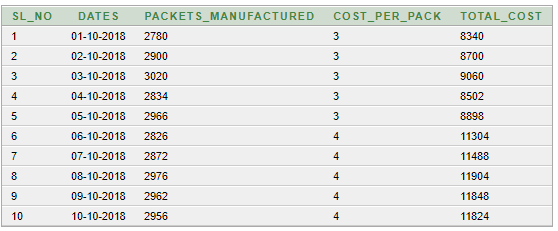 SL_NO DATES PACKETS_MANUFACTURED COST_PER_PACK TOTAL_COST
1 01-10-2018 2780 3 8340
2 02-10-2018 2900 3 8700
3 03-10-2018 3020 3 9060
4 04-10-2018 2834 3 8502
5 05-10-2018 2966 3 8898
6 06-10-2018 2826 4 11304
7 07-10-2018 2872 4 11488
8 08-10-2018 2976 4 11904
9 09-10-2018 2962 4 11848
10 10-10-2018 2956 4 11824